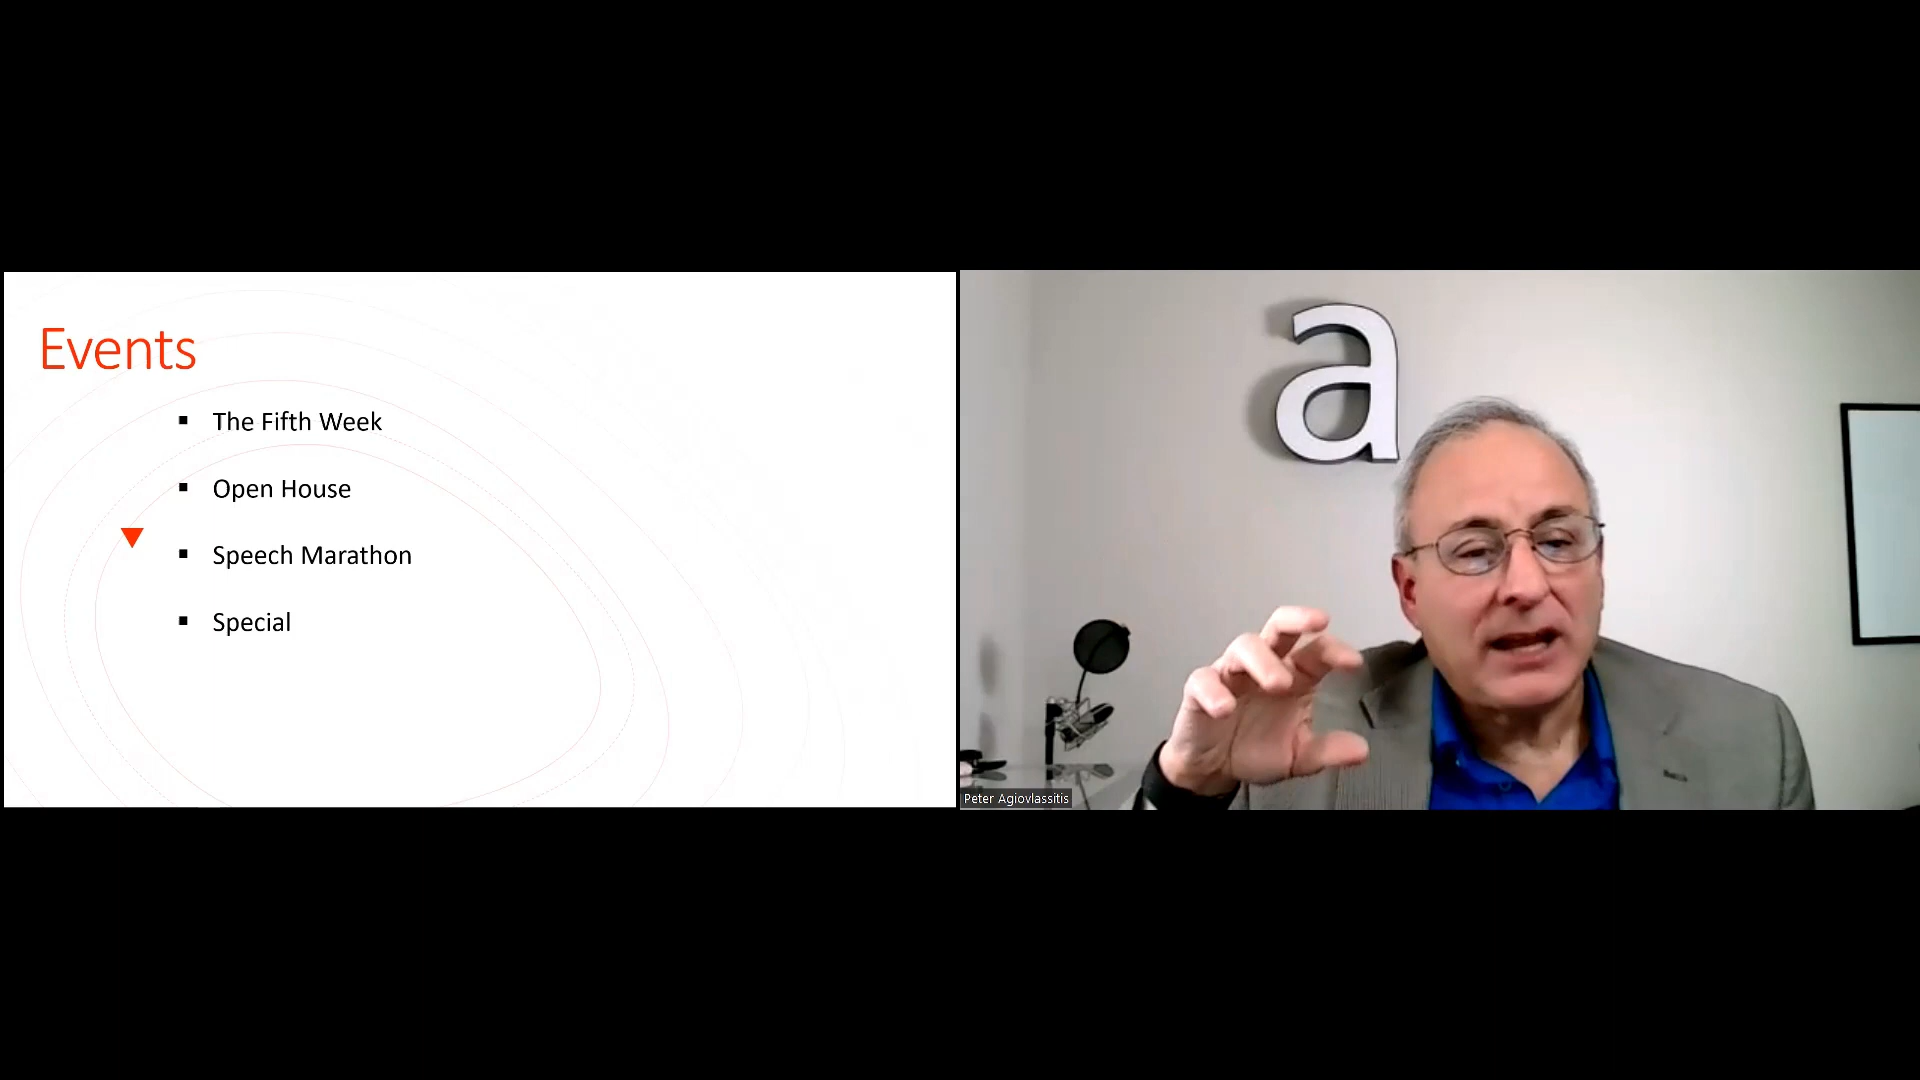 Events
The Fifth Week
Open House
Speech Marathon
Special
a
Peter Agiovlassitis